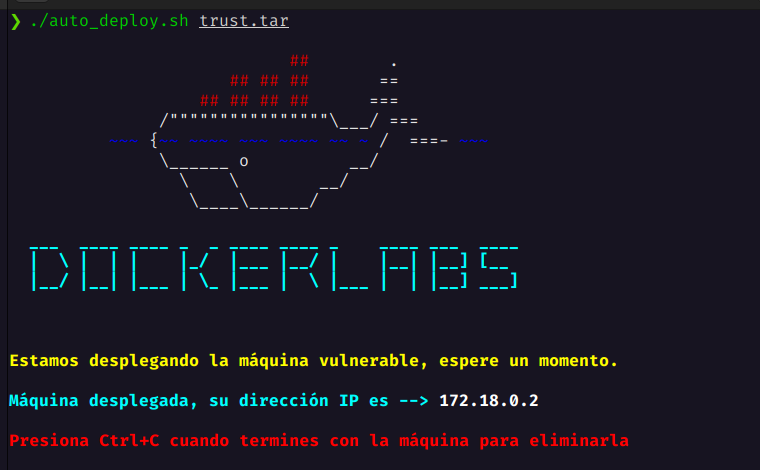 ❯ ./auto_deploy.sh trust.tar
DOCKERLABS
Estamos desplegando la máquina vulnerable, espere un momento.
Máquina desplegada, su dirección IP es --> 172.18.0.2
Presiona Ctrl+C cuando termines con la máquina para eliminarla